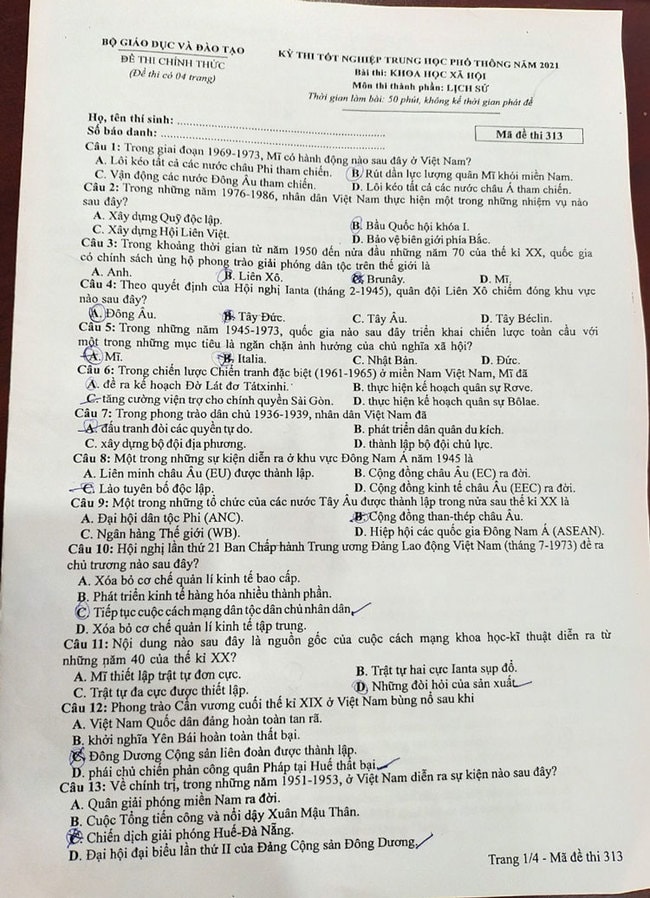 BỘ GIÁO DỤC VÀ ĐÀO TẠO
ĐỀ THI CHÍNH THỨC
(Đề thi có 04 trang)
KỲ THI TỐT NGHIỆP TRUNG HỌC PHỔ THÔNG NĂM 2021
Bài thi: KHOA HỌC XÃ HỘI
Môn thi thành phần: LỊCH SỬ
Thời gian làm bài: 50 phút, không kể thời gian phát đề
Họ, tên thí sinh: ........................................
Số báo danh: ........................................
Mã đề thi 313
Câu 1: Trong giai đoạn 1969-1973, Mĩ có hành động nào sau đây ở Việt Nam?
A. Lôi kéo tất cả các nước châu Phi tham chiến. B. Rút dần lực lượng quân Mĩ khỏi miền Nam.
C. Vận động các nước Đông Âu tham chiến. D. Lôi kéo tất cả các nước châu Á tham chiến.
Câu 2: Trong những năm 1976-1986, nhân dân Việt Nam thực hiện một trong những nhiệm vụ nào
sau đây?
A. Xây dựng Quỹ độc lập. B. Bầu Quốc hội khóa I.
C. Xây dựng Hội Liên Việt. D. Bảo vệ biên giới phía Bắc.
Câu 3: Trong khoảng thời gian từ năm 1950 đến nửa đầu những năm 70 của thế kỉ XX, quốc gia
có chính sách ủng hộ phong trào giải phóng dân tộc trên thế giới là
A. Anh. B. Liên Xô. C. Brunây. D. Mĩ.
Câu 4: Theo quyết định của Hội nghị Ianta (tháng 2-1945), quân đội Liên Xô chiếm đóng khu vực
nào sau đây?
A. Đông Âu. B. Tây Đức. C. Tây Âu. D. Tây Béclin.
Câu 5: Trong những năm 1945-1973, quốc gia nào sau đây triển khai chiến lược toàn cầu với
một trong những mục tiêu là ngăn chặn ảnh hưởng của chủ nghĩa xã hội?
A. Mĩ. B. Italia. C. Nhật Bản. D. Đức.
Câu 6: Trong chiến lược Chiến tranh đặc biệt (1961-1965) ở miền Nam Việt Nam, Mĩ đã
A. đề ra kế hoạch Đờ Lát đơ Tátxinhi. B. thực hiện kế hoạch quân sự Rơve.
C. tăng cường viện trợ cho chính quyền Sài Gòn. D. thực hiện kế hoạch quân sự Bôlae.
Câu 7: Trong phong trào dân chủ 1936-1939, nhân dân Việt Nam đã
A. đấu tranh đòi các quyền tự do. B. phát triển dân quân du kích.
C. xây dựng bộ đội địa phương. D. thành lập bộ đội chủ lực.
Câu 8: Một trong những sự kiện diễn ra ở khu vực Đông Nam Á năm 1945 là
A. Liên minh châu Âu (EU) được thành lập. B. Cộng đồng châu Âu (EC) ra đời.
C. Lào tuyên bố độc lập. D. Cộng đồng kinh tế châu Âu (EEC) ra đời.
Câu 9: Một trong những tổ chức của các nước Tây Âu được thành lập trong nửa sau thế kỉ XX là
A. Đại hội dân tộc Phi (ANC). B. Cộng đồng than-thép châu Âu.
C. Ngân hàng Thế giới (WB). D. Hiệp hội các quốc gia Đông Nam Á (ASEAN).
Câu 10: Hội nghị lần thứ 21 Ban Chấp hành Trung ương Đảng Lao động Việt Nam (tháng 7-1973) đề ra
chủ trương nào sau đây?
A. Xóa bỏ cơ chế quản lí kinh tế bao cấp.
B. Phát triển kinh tế hàng hóa nhiều thành phần.
C. Tiếp tục cuộc cách mạng dân tộc dân chủ nhân dân.
D. Xóa bỏ cơ chế quản lí kinh tế tập trung.
Câu 11: Nội dung nào sau đây là nguồn gốc của cuộc cách mạng khoa học-kĩ thuật diễn ra từ
những năm 40 của thế kỉ XX?
A. Mĩ thiết lập trật tự đơn cực. B. Trật tự hai cực Ianta sụp đổ.
C. Trật tự đa cực được thiết lập. D. Những đòi hỏi của sản xuất.
Câu 12: Phong trào Cần vương cuối thế kỉ XIX ở Việt Nam bùng nổ sau khi
A. Việt Nam Quốc dân đảng hoàn toàn tan rã.
B. khởi nghĩa Yên Bái hoàn toàn thất bại.
C. Đông Dương Cộng sản liên đoàn được thành lập.
D. phái chủ chiến phản công quân Pháp tại Huế thất bại.
Câu 13: Về chính trị, trong những năm 1951-1953, ở Việt Nam diễn ra sự kiện nào sau đây?
A. Quân giải phóng miền Nam ra đời.
B. Cuộc Tổng tiến công và nổi dậy Xuân Mậu Thân.
C. Chiến dịch giải phóng Huế-Đà Nẵng.
D. Đại hội đại biểu lần thứ II của Đảng Cộng sản Đông Dương.
Trang 1/4 - Mã đề thi 313